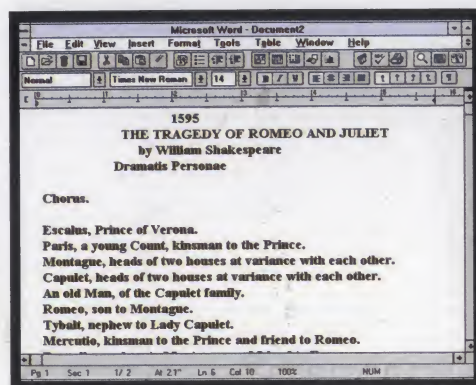 Microsoft Word - Document2
File Edit View Insert Format Tools Table Window Help
Normal Times New Roman 14 B I U
1595
THE TRAGEDY OF ROMEO AND JULIET
by William Shakespeare
Dramatis Personae
Chorus.
Escalus, Prince of Verona.
Paris, a young Count, kinsman to the Prince.
Montague, heads of two houses at variance with each other.
Capulet, heads of two houses at variance with each other.
An old Man, of the Capulet family.
Romeo, son to Montague.
Tybalt, nephew to Lady Capulet.
Mercutio, kinsman to the Prince and friend to Romeo.
Pg 1 Sec 1 1/2 At 2.1" Ln 6 Col 10 100% NUM